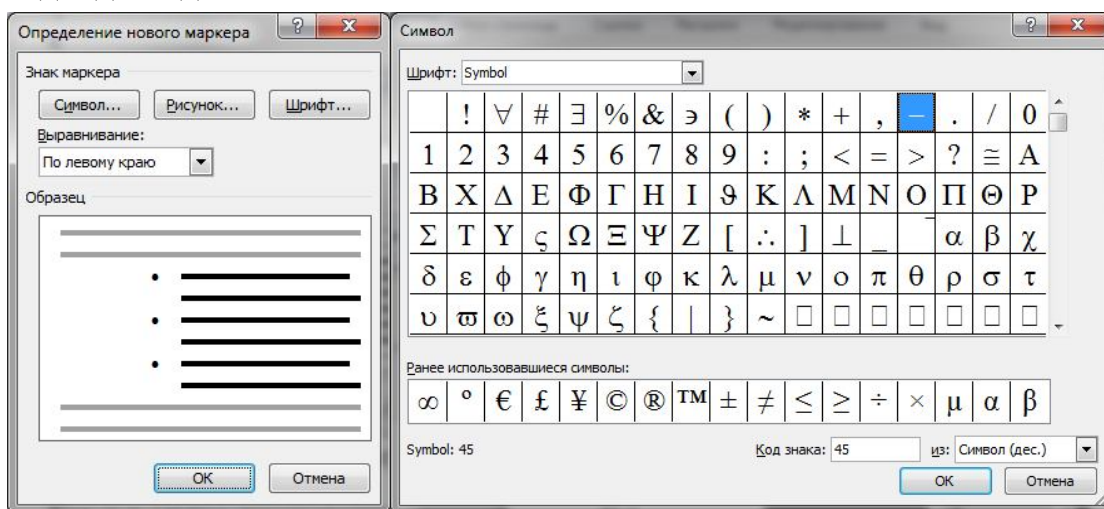 Определение нового маркера
Знак маркера
Символ... Рисунок... Шрифт...
Выравнивание:
По левому краю
Образец
ОК Отмена
Символ
Шрифт: Symbol
! ∀ # ∃ % & ∍ ( ) * + , − . / 0
1 2 3 4 5 6 7 8 9 : ; < = > ? ≅ Α
Β Χ Δ Ε Φ Γ Η Ι ϑ Κ Λ Μ Ν Ο Π Θ Ρ
Σ Τ Υ ς Ω Ξ Ψ Ζ [ ∴ ] ⊥ _ ‾ α β χ
δ ε ϕ γ η ι φ κ λ μ ν ο π θ ρ σ τ
υ ϖ ω ξ ψ ζ { | } ~ □ □ □ □ □ □ □
Ранее использовавшиеся символы:
∞ ° € £ ¥ © ® ™ ± ≠ ≤ ≥ ÷ × µ α β
Symbol: 45
Код знака: 45 из: Символ (дес.)
ОК Отмена